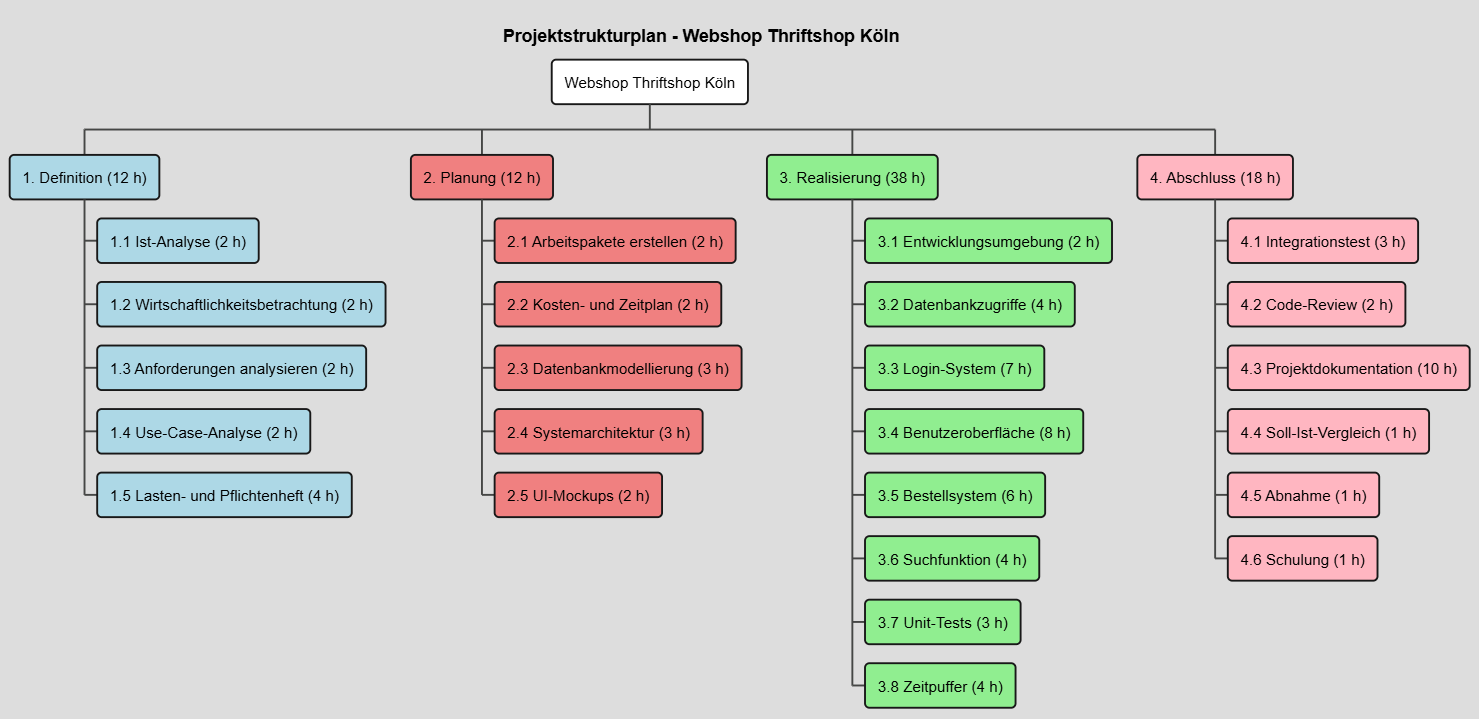 Projektstrukturplan - Webshop Thriftshop Köln
Webshop Thriftshop Köln
1. Definition (12 h)
1.1 Ist-Analyse (2 h)
1.2 Wirtschaftlichkeitsbetrachtung (2 h)
1.3 Anforderungen analysieren (2 h)
1.4 Use-Case-Analyse (2 h)
1.5 Lasten- und Pflichtenheft (4 h)
2. Planung (12 h)
2.1 Arbeitspakete erstellen (2 h)
2.2 Kosten- und Zeitplan (2 h)
2.3 Datenbankmodellierung (3 h)
2.4 Systemarchitektur (3 h)
2.5 UI-Mockups (2 h)
3. Realisierung (38 h)
3.1 Entwicklungsumgebung (2 h)
3.2 Datenbankzugriffe (4 h)
3.3 Login-System (7 h)
3.4 Benutzeroberfläche (8 h)
3.5 Bestellsystem (6 h)
3.6 Suchfunktion (4 h)
3.7 Unit-Tests (3 h)
3.8 Zeitpuffer (4 h)
4. Abschluss (18 h)
4.1 Integrationstest (3 h)
4.2 Code-Review (2 h)
4.3 Projektdokumentation (10 h)
4.4 Soll-Ist-Vergleich (1 h)
4.5 Abnahme (1 h)
4.6 Schulung (1 h)